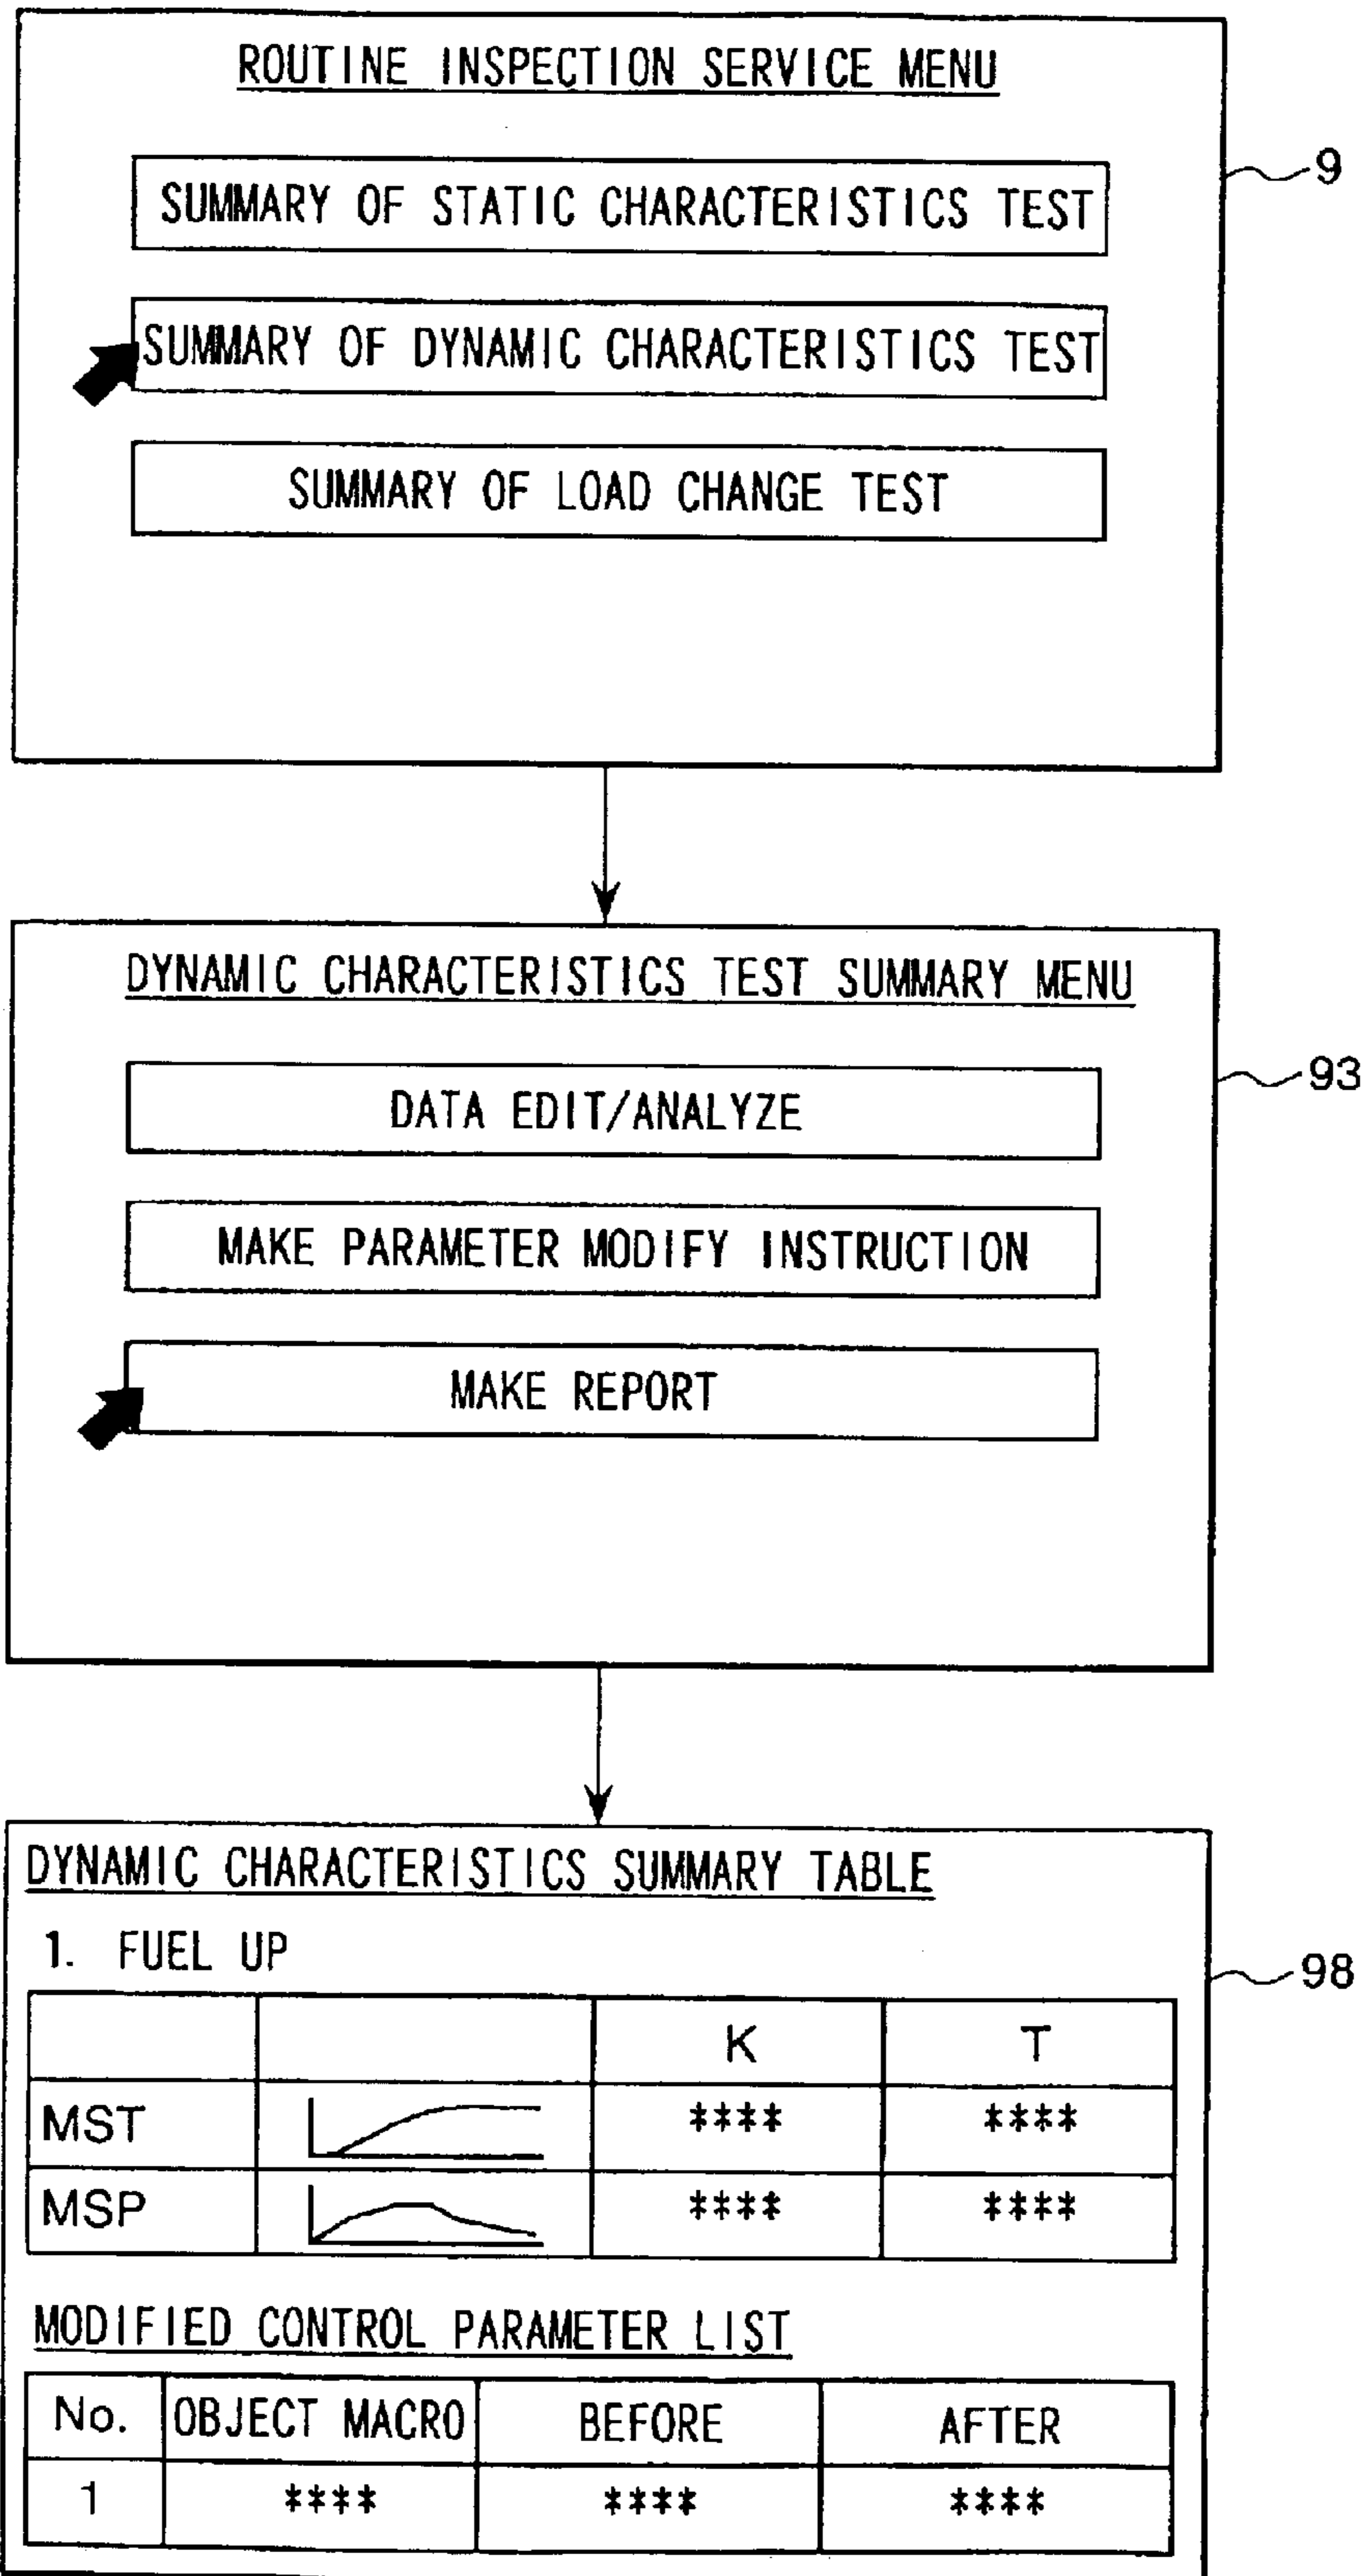 ROUTINE INSPECTION SERVICE MENU
9
SUMMARY OF STATIC CHARACTERISTICS TEST
SUMMARY OF DYNAMIC CHARACTERISTICS TEST
SUMMARY OF LOAD CHANGE TEST
DYNAMIC CHARACTERISTICS TEST SUMMARY MENU
93
DATA EDIT/ANALYZE
MAKE PARAMETER MODIFY INSTRUCTION
MAKE REPORT
DYNAMIC CHARACTERISTICS SUMMARY TABLE
1. FUEL UP
98
K T
MST **** ****
MSP **** ****
MODIFIED CONTROL PARAMETER LIST
No. OBJECT MACRO BEFORE AFTER
1 **** **** ****